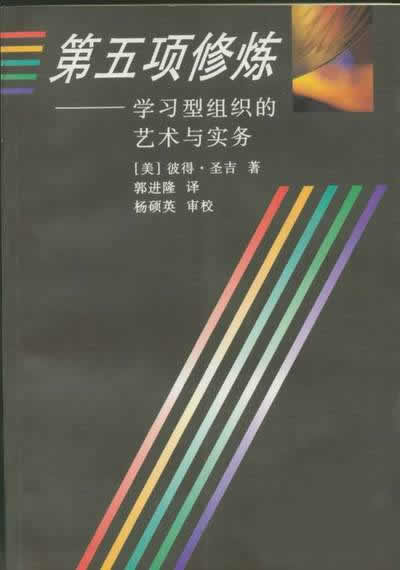 第五项修炼
——学习型组织的
艺术与实务
[美]彼得·圣吉 著
郭进隆 译
杨硕英 审校